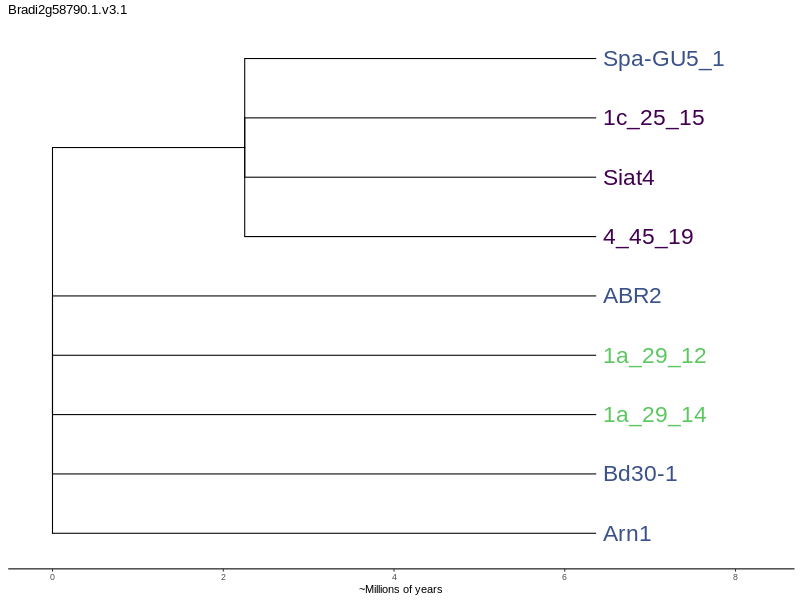 Bradi2g58790.1.v3.1
Spa-GU5_1
1c_25_15
Siat4
4_45_19
ABR2
1a_29_12
1a_29_14
Bd30-1
Arn1
0 2 4 6 8
~Millions of years